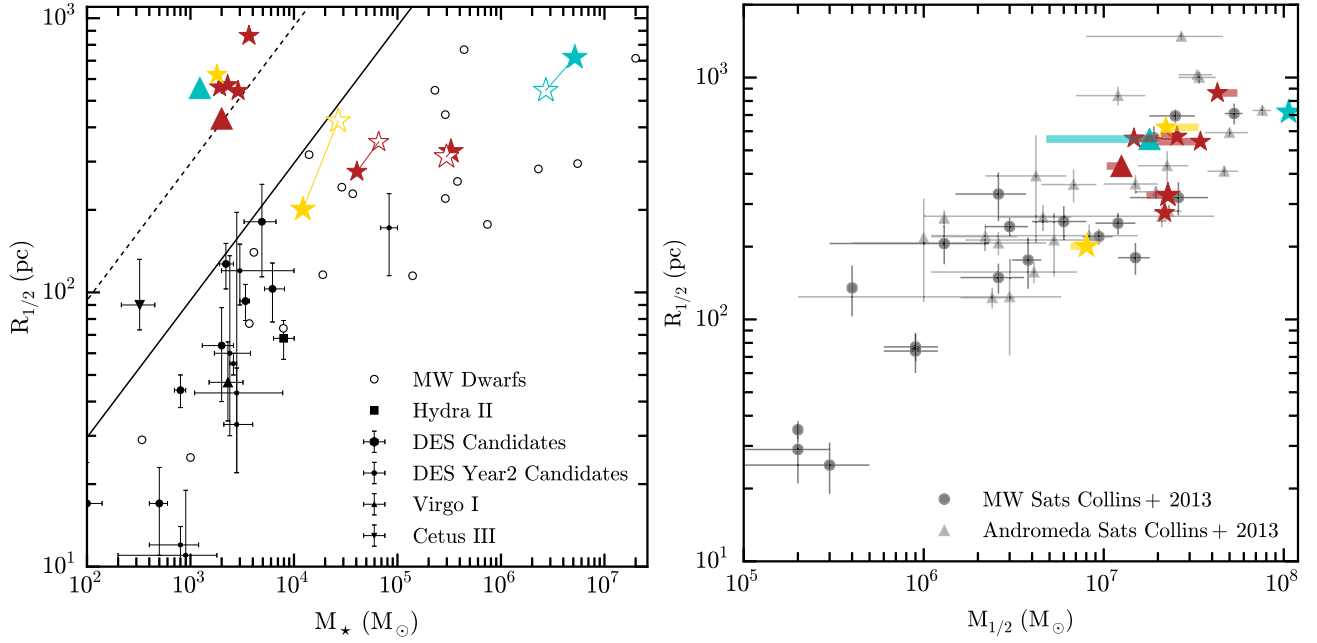 10³
10²
10¹
R₁/₂ (pc)
MW Dwarfs
Hydra II
DES Candidates
DES Year2 Candidates
Virgo I
Cetus III
10² 10³ 10⁴ 10⁵ 10⁶ 10⁷
M⋆ (M⊙)
10³
10²
10¹
R₁/₂ (pc)
MW Sats Collins+ 2013
Andromeda Sats Collins+ 2013
10⁵ 10⁶ 10⁷ 10⁸
M₁/₂ (M⊙)